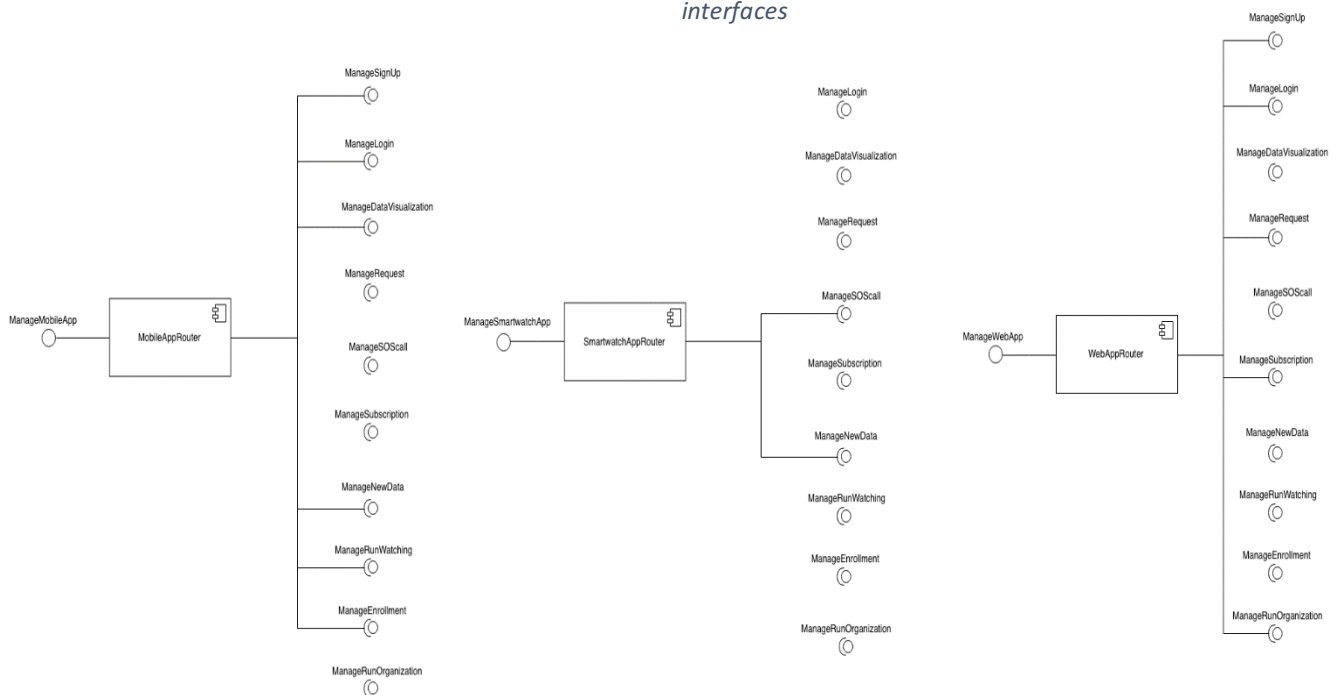 interfaces
ManageSignUp
ManageLogin
ManageDataVisualization
ManageRequest
ManageMobileApp
MobileAppRouter
ManageSOScall
ManageSubscription
ManageNewData
ManageRunWatching
ManageEnrollment
ManageRunOrganization
ManageLogin
ManageDataVisualization
ManageRequest
ManageSOScall
ManageSmartwatchApp
SmartwatchAppRouter
ManageSubscription
ManageNewData
ManageRunWatching
ManageEnrollment
ManageRunOrganization
ManageSignUp
ManageLogin
ManageDataVisualization
ManageRequest
ManageSOScall
ManageWebApp
WebAppRouter
ManageSubscription
ManageNewData
ManageRunWatching
ManageEnrollment
ManageRunOrganization